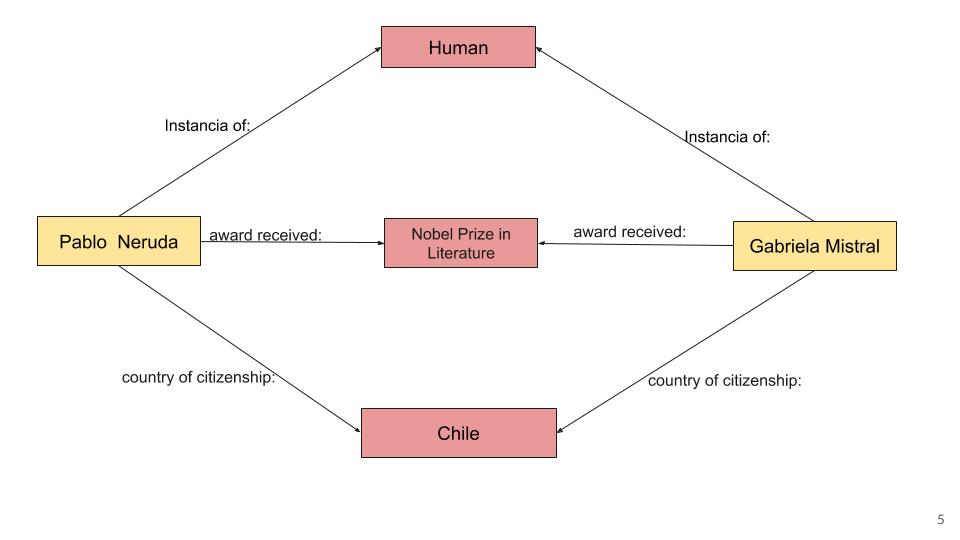 Human
Instancia of:
Instancia of:
Pablo  Neruda
award received:
Nobel Prize in
Literature
award received:
Gabriela Mistral
country of citizenship:
country of citizenship:
Chile
5